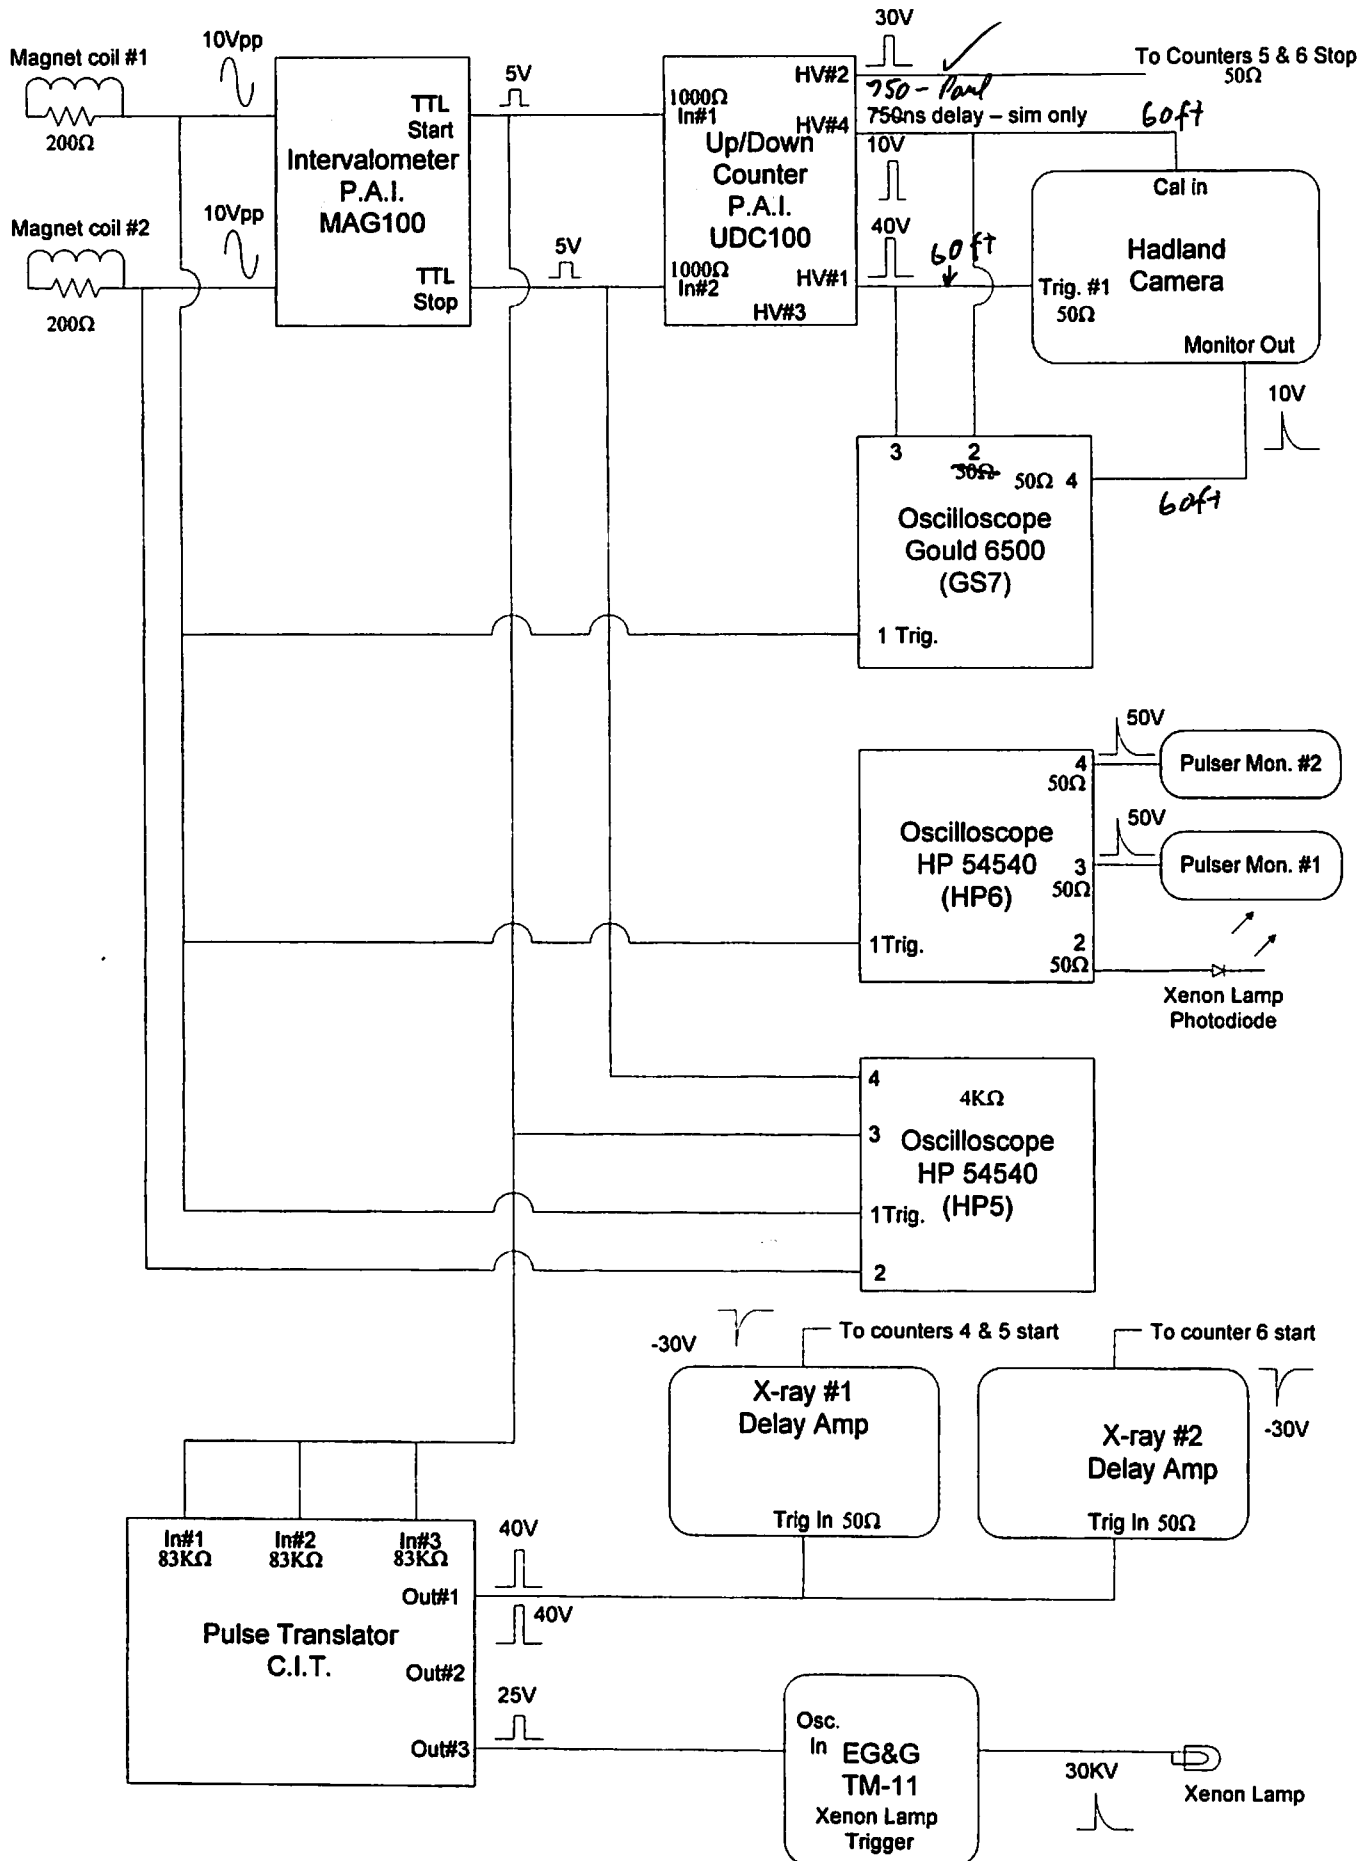 Magnet coil #1
200Ω
10Vpp
Magnet coil #2
200Ω
10Vpp
TTL
Start
Intervalometer
P.A.I.
MAG100
TTL
Stop
5V
5V
1000Ω
In#1
HV#2
HV#4
Up/Down
Counter
P.A.I.
UDC100
1000Ω
In#2
HV#1
HV#3
30V
To Counters 5 & 6 Stop
50Ω
750ns delay – sim only
60ft
10V
40V
60ft
Cal in
Hadland
Camera
Trig. #1
50Ω
Monitor Out
10V
60ft
3
2
50Ω
50Ω 4
Oscilloscope
Gould 6500
(GS7)
1 Trig.
4
50Ω
Oscilloscope
HP 54540
(HP6)
3
50Ω
1Trig.
2
50Ω
50V
Pulser Mon. #2
50V
Pulser Mon. #1
Xenon Lamp
Photodiode
4
4KΩ
3
Oscilloscope
HP 54540
(HP5)
1Trig.
2
-30V
To counters 4 & 5 start
X-ray #1
Delay Amp
Trig In 50Ω
To counter 6 start
-30V
X-ray #2
Delay Amp
Trig In 50Ω
In#1
83KΩ
In#2
83KΩ
In#3
83KΩ
Out#1
Pulse Translator
C.I.T.
Out#2
Out#3
40V
40V
25V
Osc.
In
EG&G
TM-11
Xenon Lamp
Trigger
30KV
Xenon Lamp